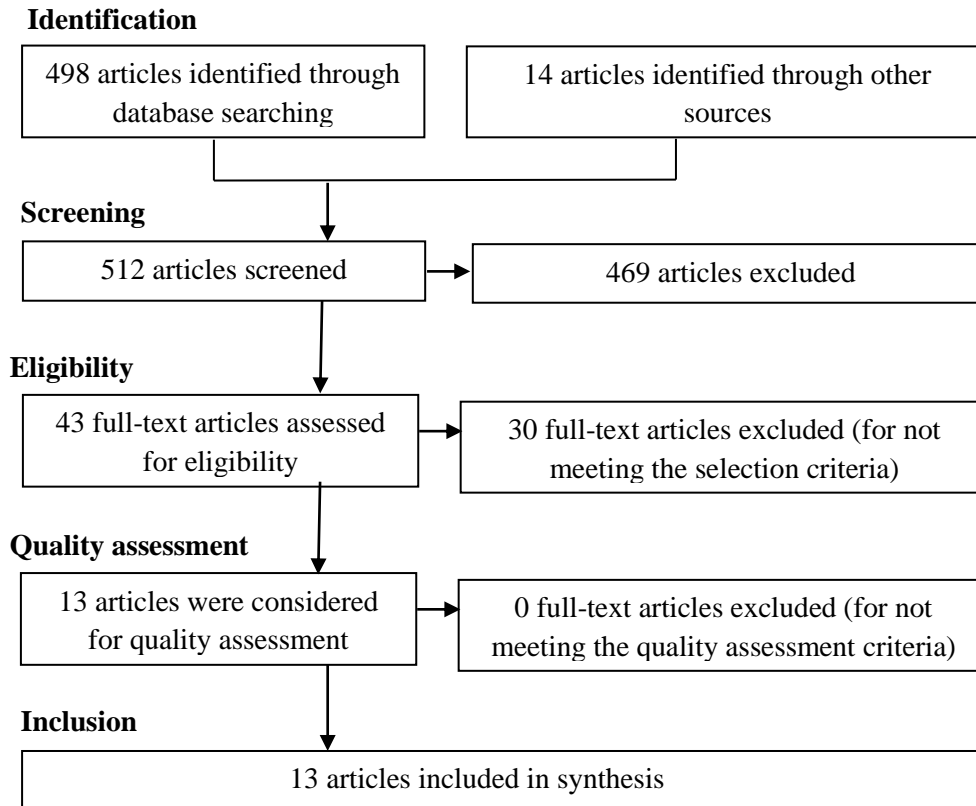 Identification
498 articles identified through
database searching
14 articles identified through other
sources
Screening
512 articles screened
469 articles excluded
Eligibility
43 full-text articles assessed
for eligibility
30 full-text articles excluded (for not
meeting the selection criteria)
Quality assessment
13 articles were considered
for quality assessment
0 full-text articles excluded (for not
meeting the quality assessment criteria)
Inclusion
13 articles included in synthesis